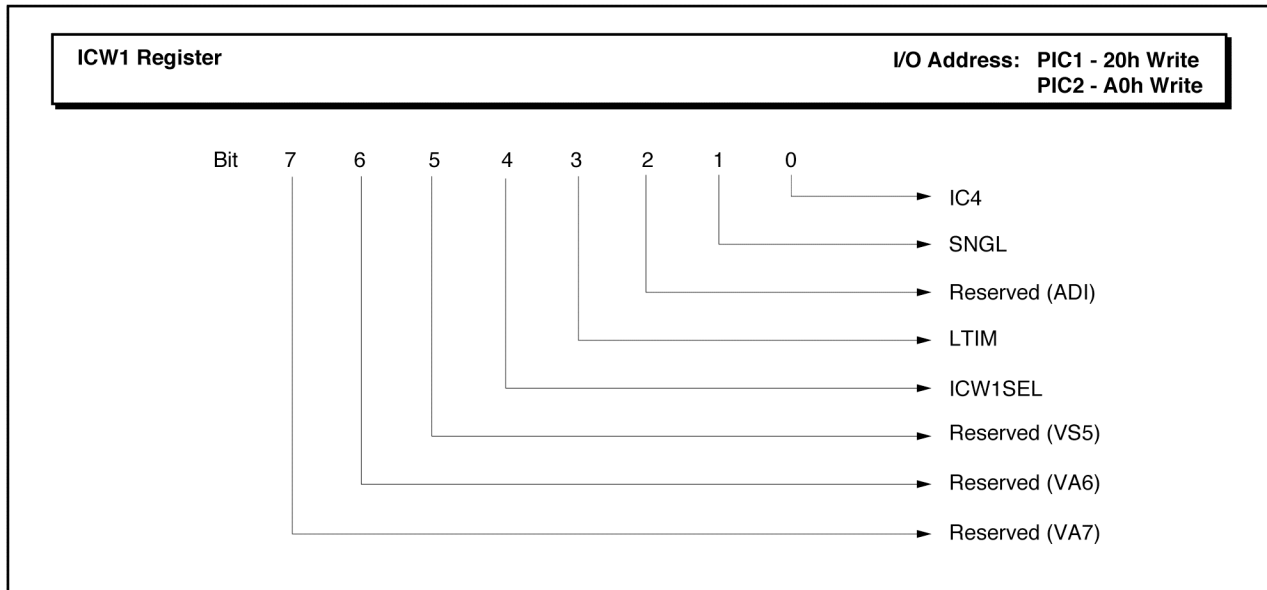 ICW1 Register
I/O Address: PIC1 - 20h Write
PIC2 - A0h Write
Bit 7 6 5 4 3 2 1 0
IC4
SNGL
Reserved (ADI)
LTIM
ICW1SEL
Reserved (VS5)
Reserved (VA6)
Reserved (VA7)